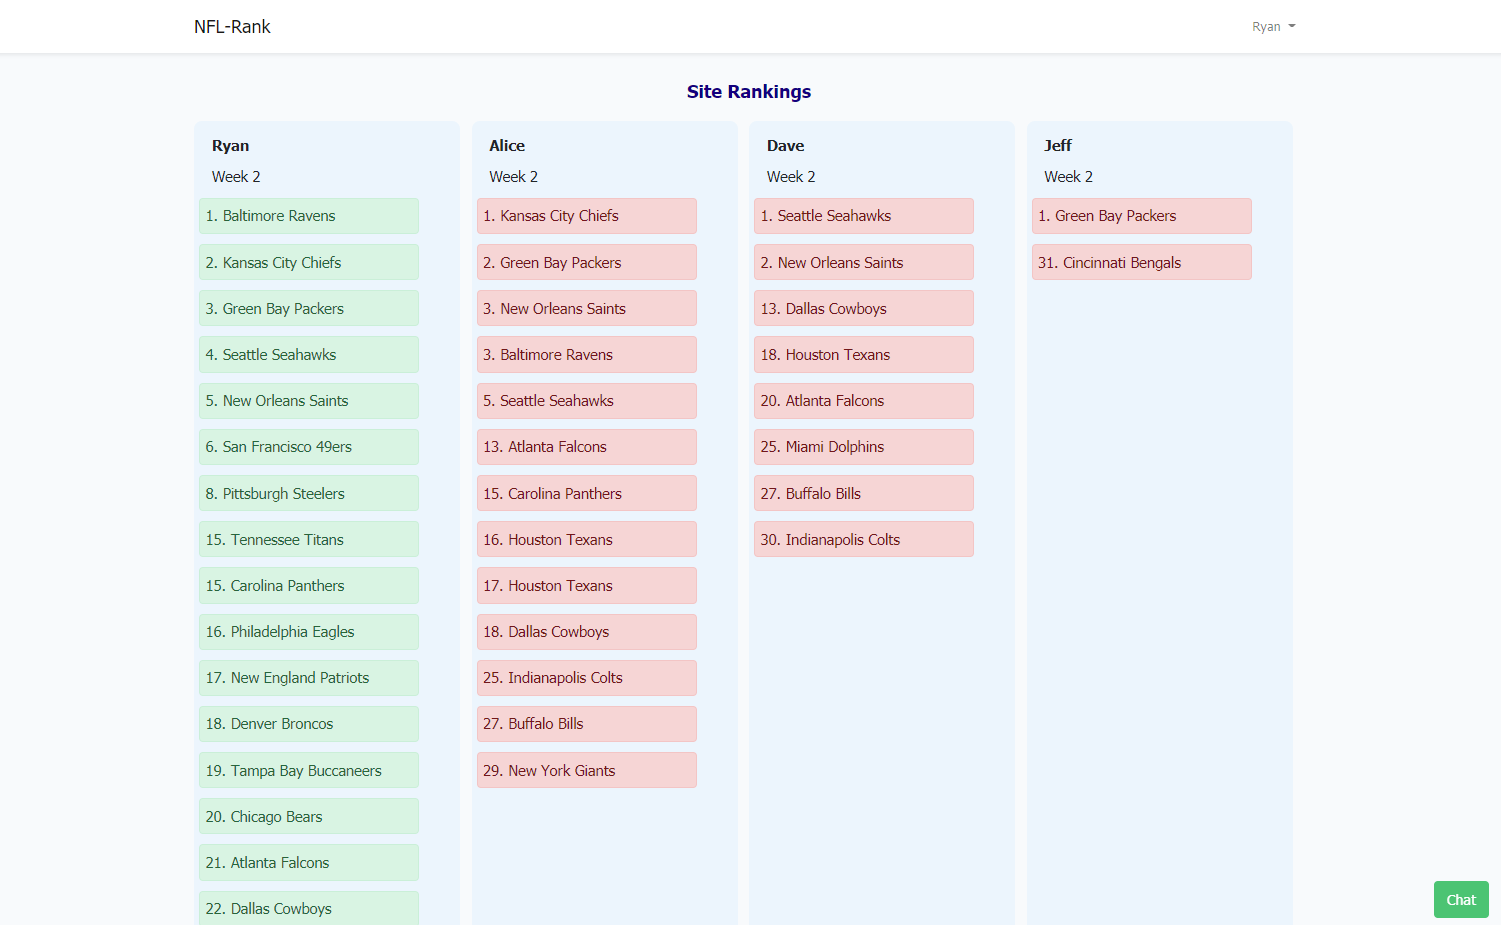 NFL-Rank
Ryan
Site Rankings
Ryan
Week 2
1. Baltimore Ravens
2. Kansas City Chiefs
3. Green Bay Packers
4. Seattle Seahawks
5. New Orleans Saints
6. San Francisco 49ers
8. Pittsburgh Steelers
15. Tennessee Titans
15. Carolina Panthers
16. Philadelphia Eagles
17. New England Patriots
18. Denver Broncos
19. Tampa Bay Buccaneers
20. Chicago Bears
21. Atlanta Falcons
22. Dallas Cowboys
Alice
Week 2
1. Kansas City Chiefs
2. Green Bay Packers
3. New Orleans Saints
3. Baltimore Ravens
5. Seattle Seahawks
13. Atlanta Falcons
15. Carolina Panthers
16. Houston Texans
17. Houston Texans
18. Dallas Cowboys
25. Indianapolis Colts
27. Buffalo Bills
29. New York Giants
Dave
Week 2
1. Seattle Seahawks
2. New Orleans Saints
13. Dallas Cowboys
18. Houston Texans
20. Atlanta Falcons
25. Miami Dolphins
27. Buffalo Bills
30. Indianapolis Colts
Jeff
Week 2
1. Green Bay Packers
31. Cincinnati Bengals
Chat